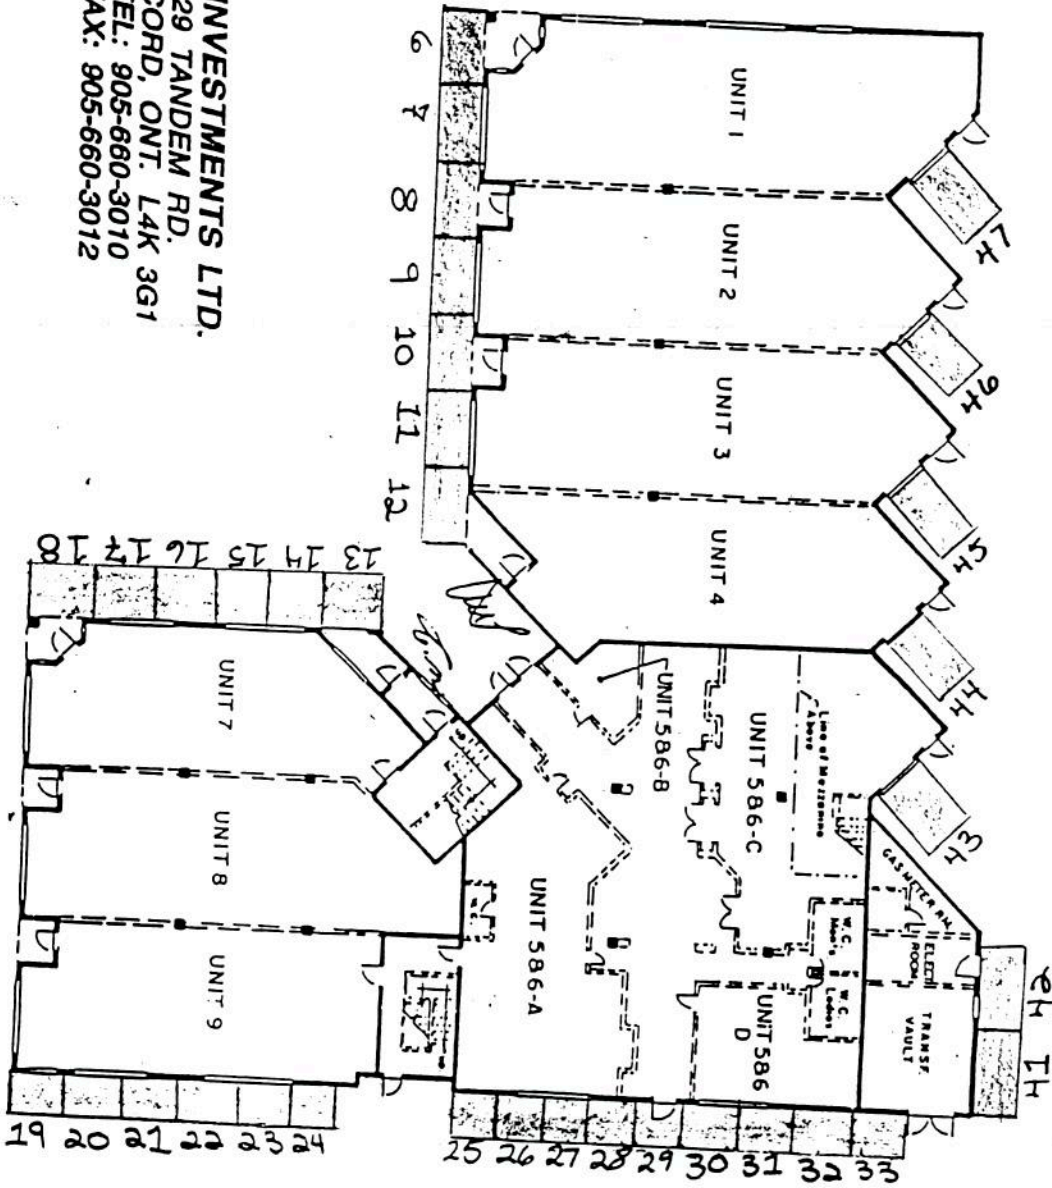 INVESTMENTS LTD.
29 TANDEM RD.
CORD, ONT. L4K 3G1
TEL: 905-660-3010
FAX: 905-660-3012
6
7
8
9
10
11
12
UNIT 1
UNIT 2
UNIT 3
UNIT 4
47
46
45
44
43
13
14
15
16
17
18
UNIT 7
UNIT 8
UNIT 9
19
20
21
22
23
24
UNIT 586-B
UNIT 586-C
Line of Mezzanine
Above
UNIT 586-A
W.C.
UNIT 586
D
W.C.
Men's
W.C.
Ladies
GAS METER RM.
ELECT
ROOM
TRANSF.
VAULT
42
41
25
26
27
28
29
30
31
32
33